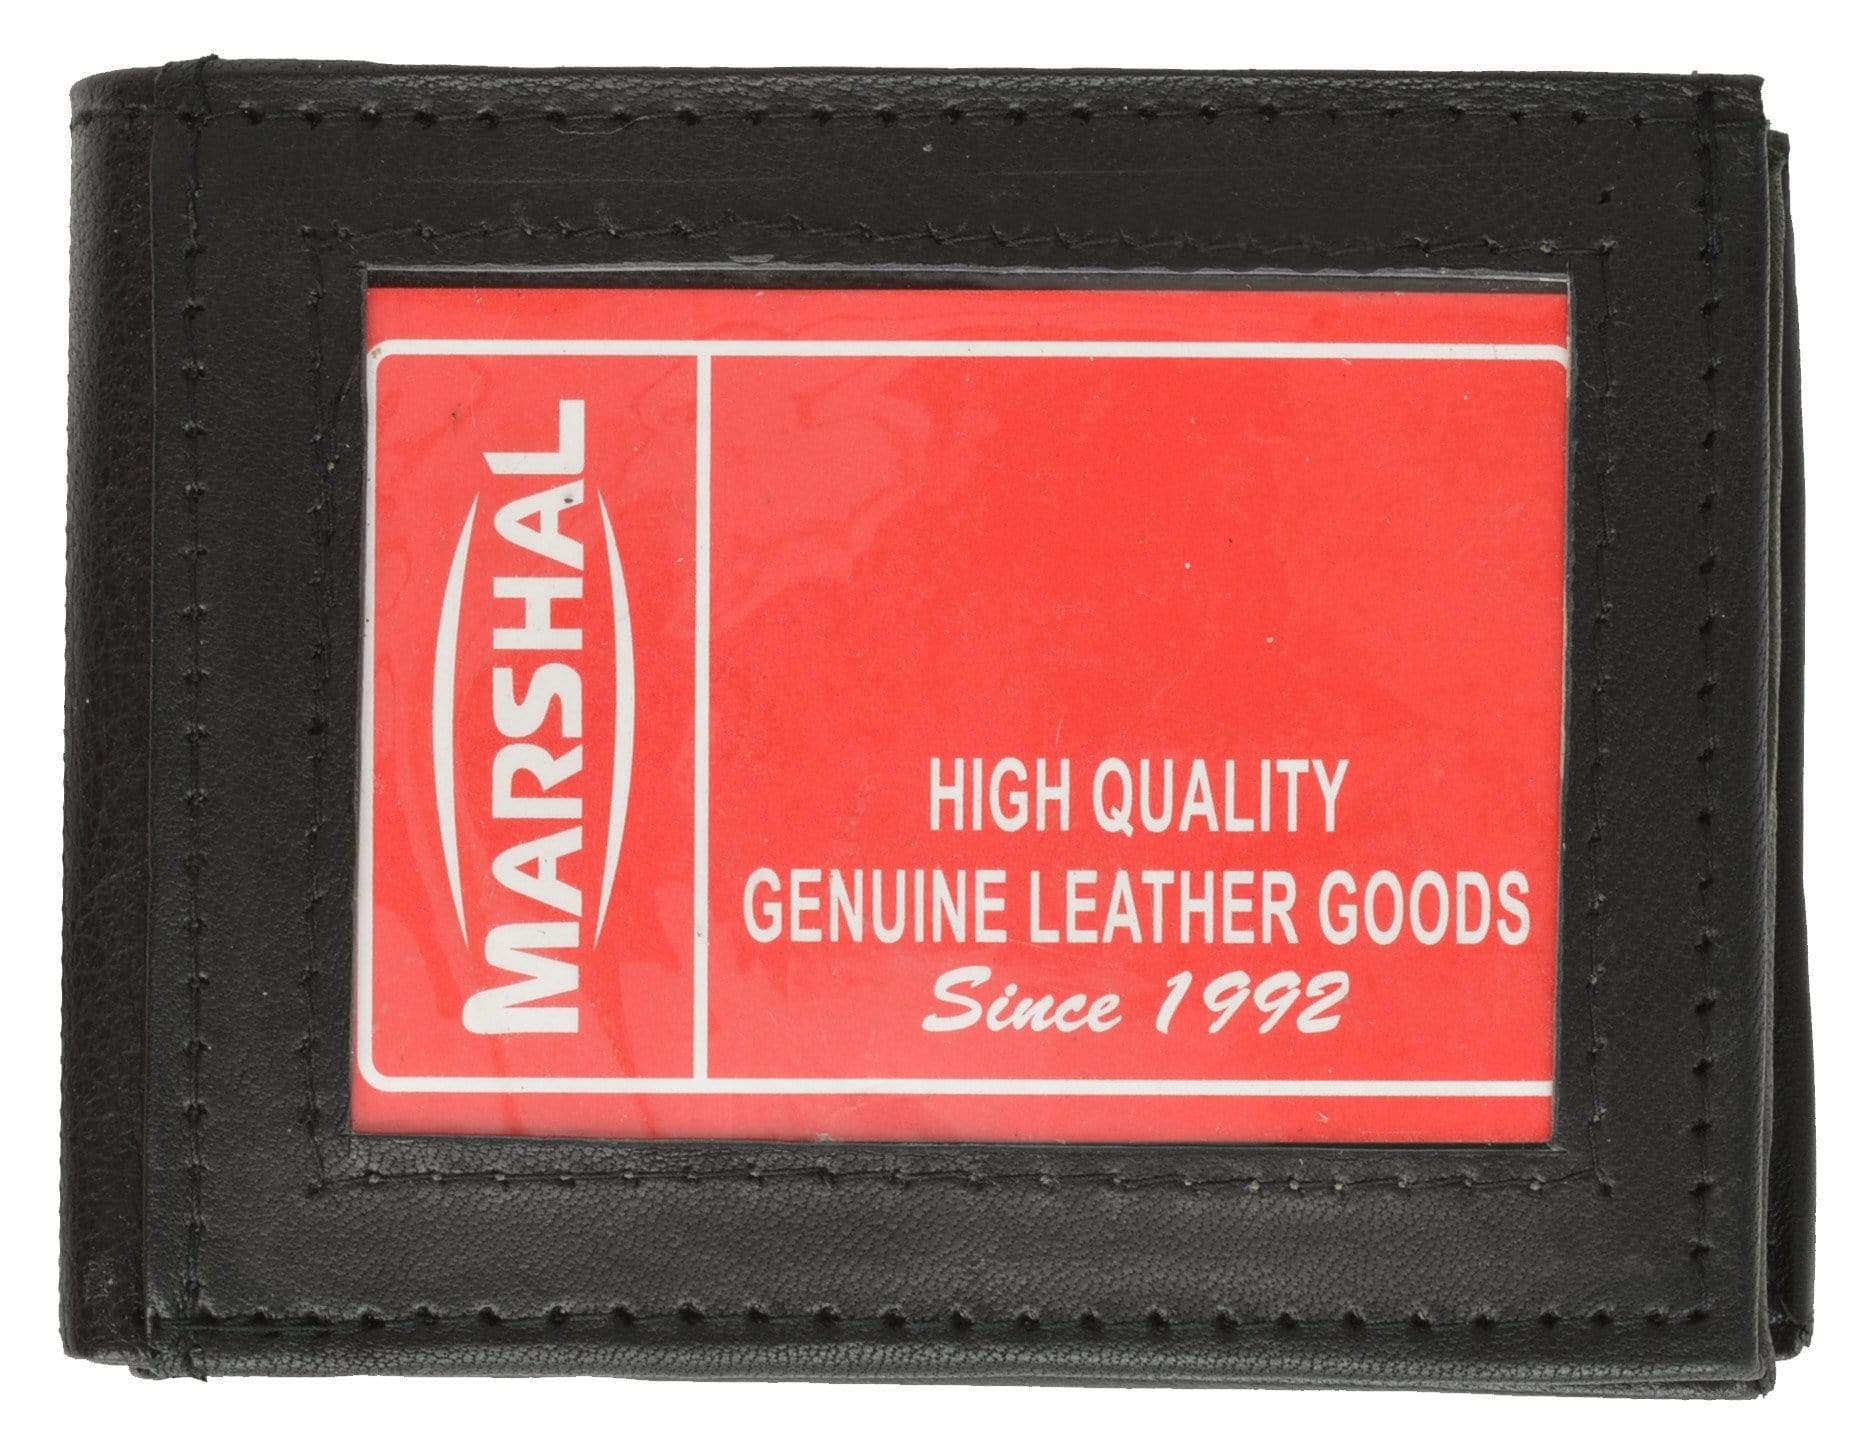 MARSHAL
HIGH QUALITY
GENUINE LEATHER GOODS
Since 1992